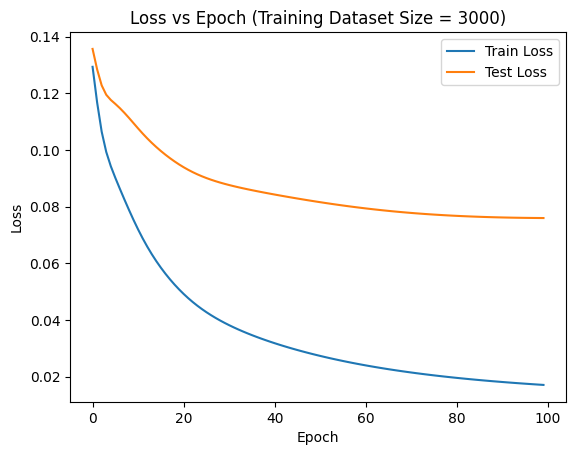 Loss vs Epoch (Training Dataset Size = 3000)
Train Loss
Test Loss
Loss
0.14
0.12
0.10
0.08
0.06
0.04
0.02
0 20 40 60 80 100
Epoch